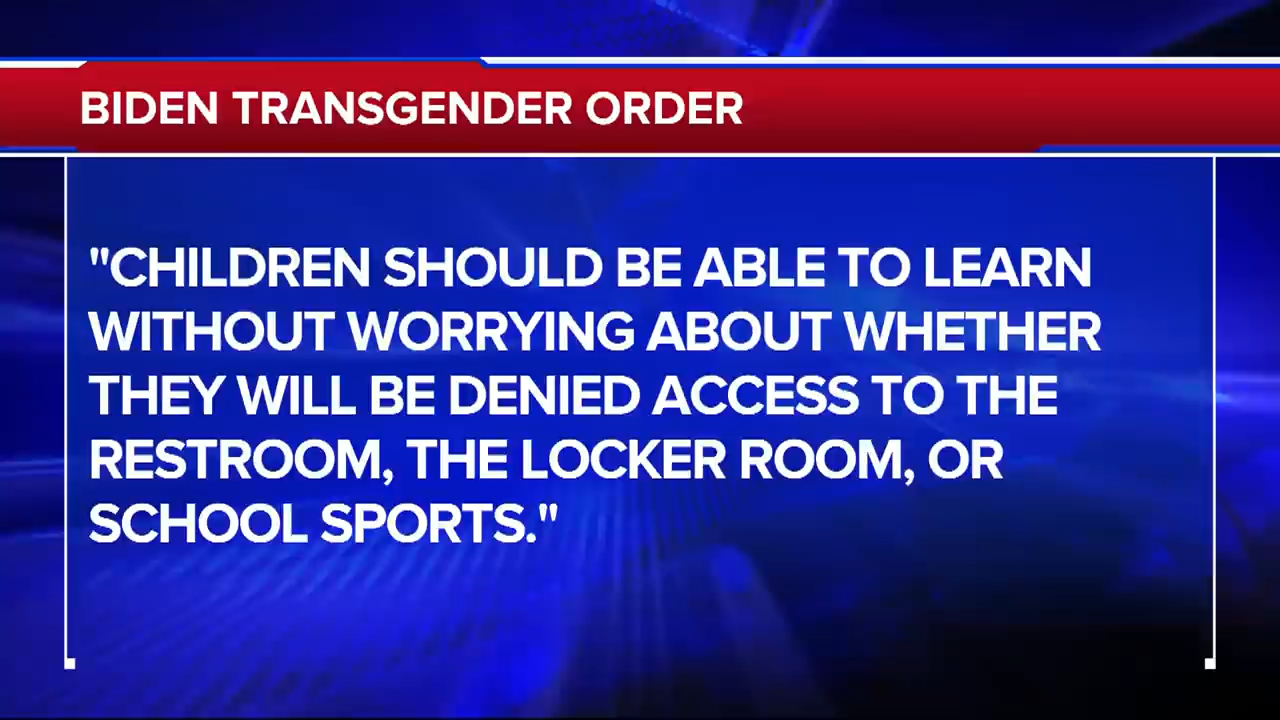 BIDEN TRANSGENDER ORDER
"CHILDREN SHOULD BE ABLE TO LEARN
WITHOUT WORRYING ABOUT WHETHER
THEY WILL BE DENIED ACCESS TO THE
RESTROOM, THE LOCKER ROOM, OR
SCHOOL SPORTS."